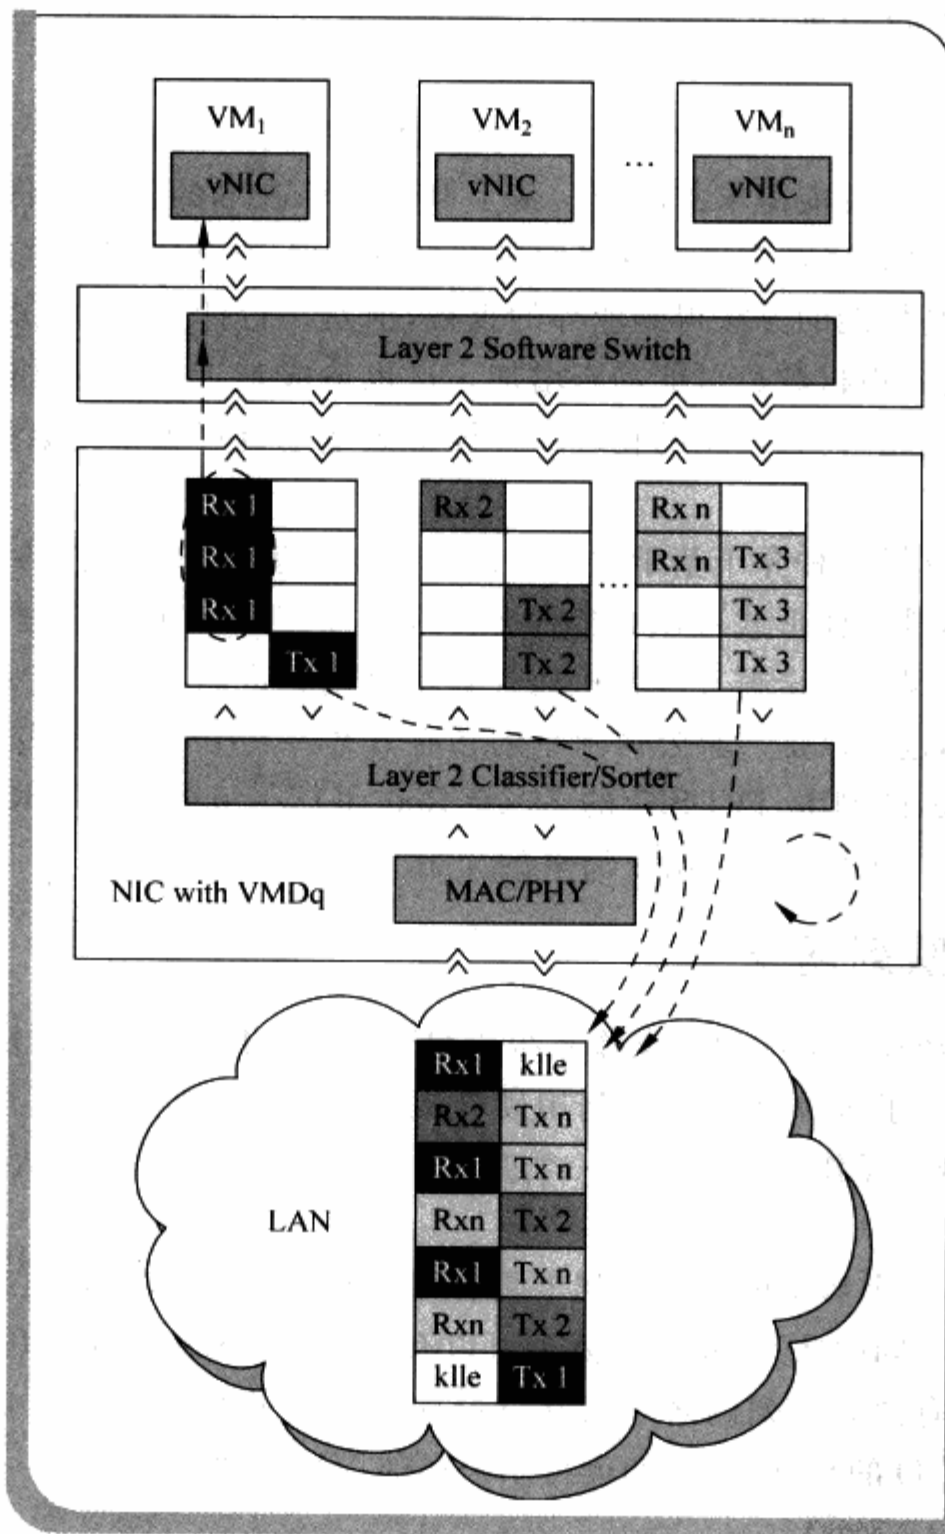 VM₁ VM₂ ... VMₙ
vNIC vNIC vNIC
Layer 2 Software Switch
Rx 1 Rx 2 Rx n
Rx 1 Rx n Tx 3
...
Rx 1 Tx 2 Tx 3
Tx 1 Tx 2 Tx 3
Layer 2 Classifier/Sorter
NIC with VMDq MAC/PHY
Rx1 klle
Rx2 Tx n
Rx1 Tx n
LAN Rxn Tx 2
Rx1 Tx n
Rxn Tx 2
klle Tx 1